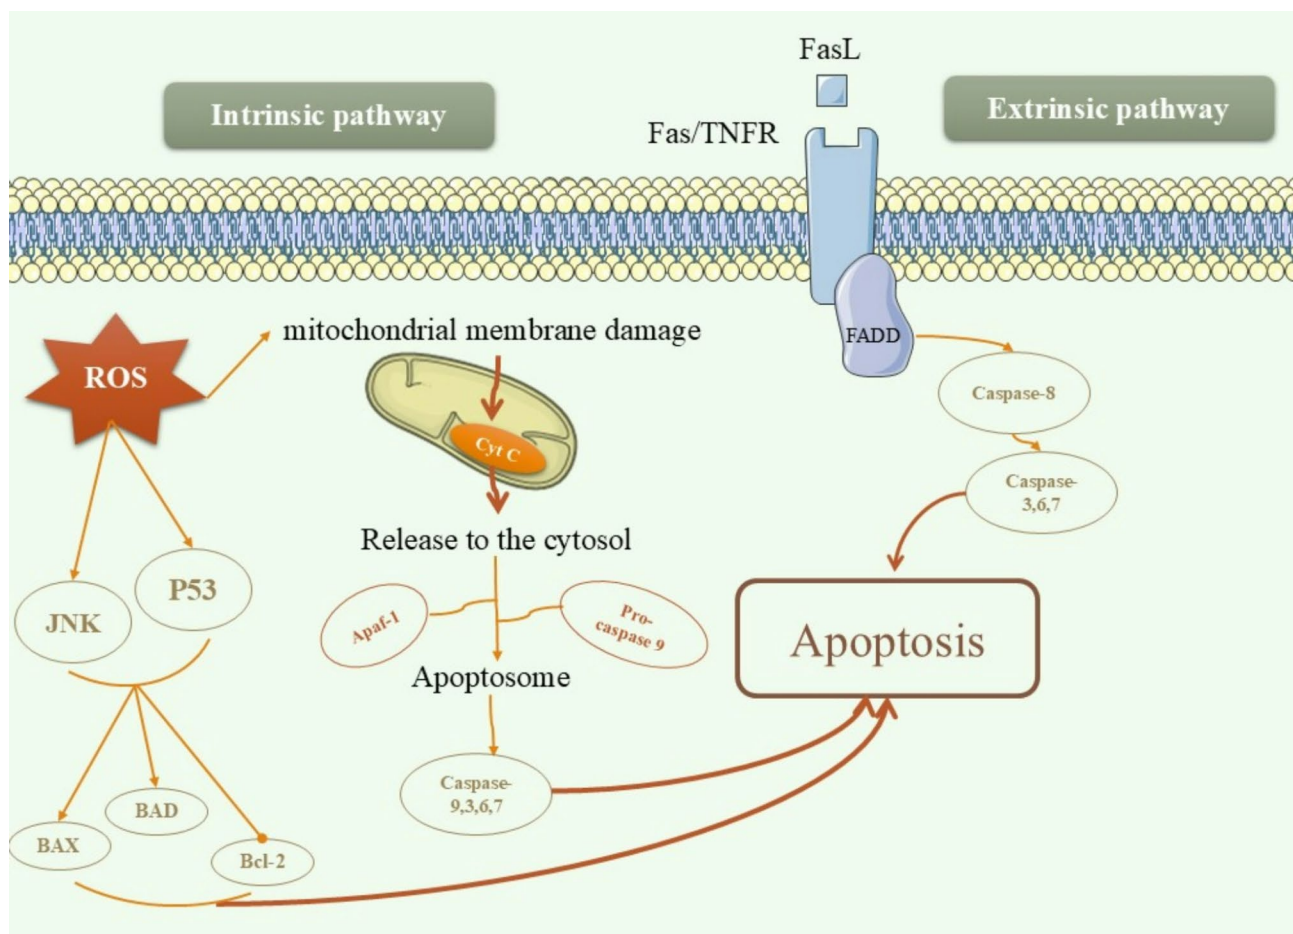 FasL
Intrinsic pathway
Extrinsic pathway
Fas/TNFR
mitochondrial membrane damage
ROS
FADD
Caspase-8
Cyt C
Caspase-
3,6,7
Release to the cytosol
P53
JNK
Apaf-1
Pro-
caspase 9
Apoptosis
Apoptosome
Caspase-
9,3,6,7
BAD
BAX
Bcl-2